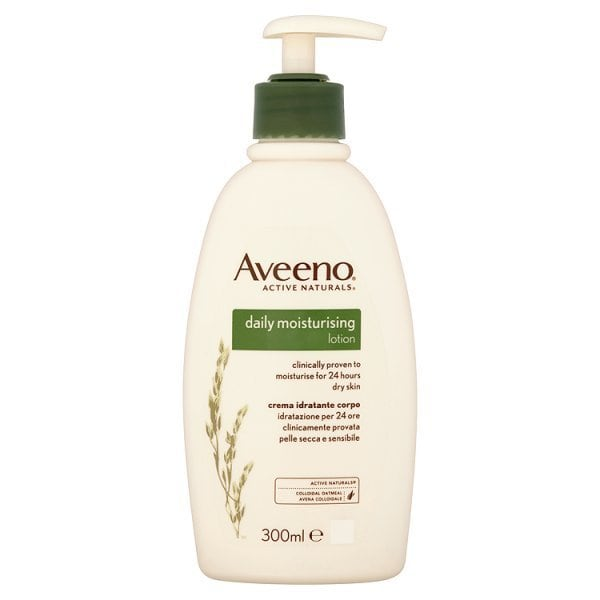 Aveeno®
ACTIVE NATURALS®
daily moisturising
lotion
clinically proven to
moisturise for 24 hours
dry skin
crema idratante corpo
idratazione per 24 ore
clinicamente provata
pelle secca e sensibile
ACTIVE NATURALS®
COLLOIDAL OATMEAL
AVENA COLLOIDALE
300ml ℮